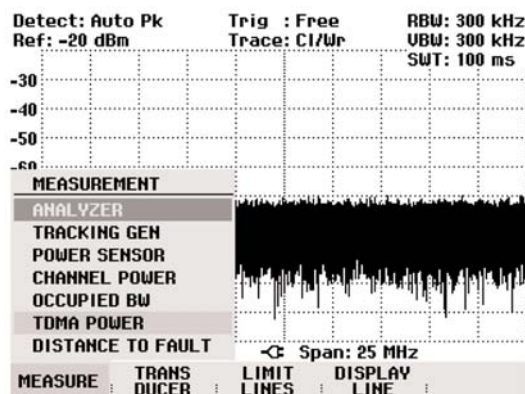 Detect: Auto Pk Trig : Free RBW: 300 kHz
Ref: -20 dBm Trace: Cl/Wr VBW: 300 kHz
SWT: 100 ms
-30
-40
-50
-60
MEASUREMENT
ANALYZER
TRACKING GEN
POWER SENSOR
CHANNEL POWER
OCCUPIED BW
TDMA POWER
DISTANCE TO FAULT
Span: 25 MHz
MEASURE TRANS LIMIT DISPLAY
DUCER LINES LINE